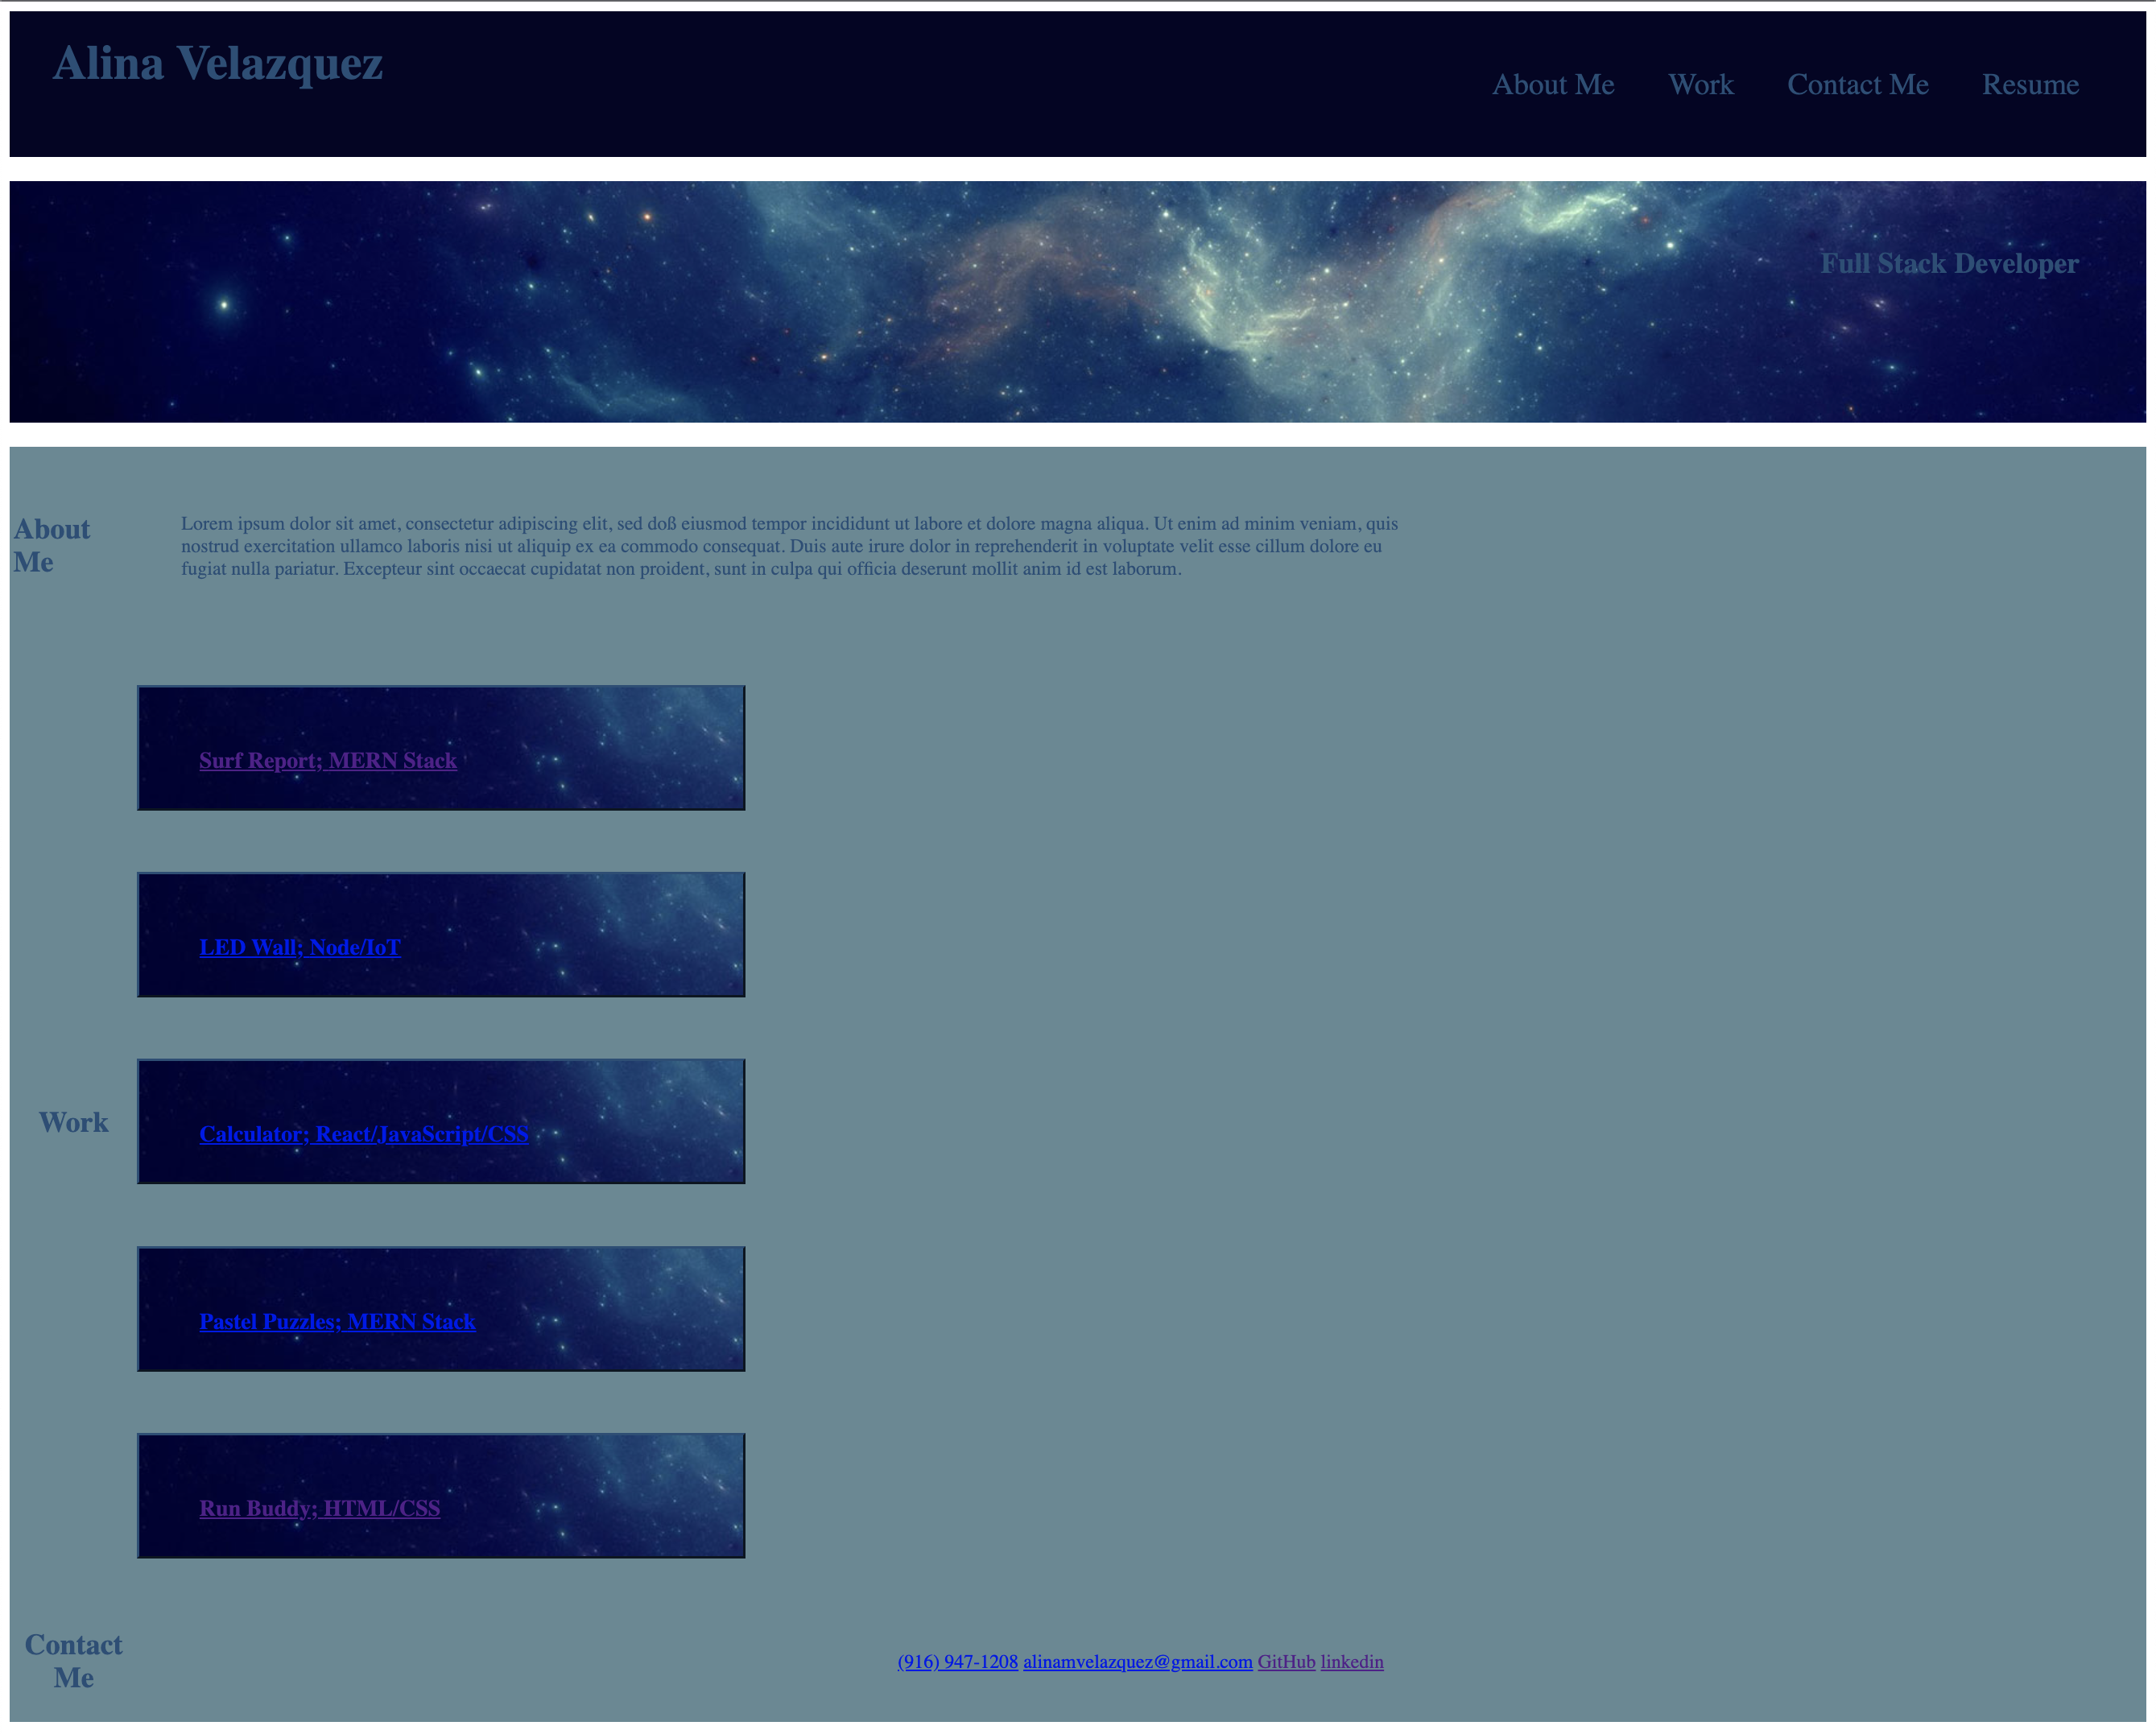 Alina Velazquez
About Me Work Contact Me Resume
Full Stack Developer
About
Me
Lorem ipsum dolor sit amet, consectetur adipiscing elit, sed doß eiusmod tempor incididunt ut labore et dolore magna aliqua. Ut enim ad minim veniam, quis
nostrud exercitation ullamco laboris nisi ut aliquip ex ea commodo consequat. Duis aute irure dolor in reprehenderit in voluptate velit esse cillum dolore eu
fugiat nulla pariatur. Excepteur sint occaecat cupidatat non proident, sunt in culpa qui officia deserunt mollit anim id est laborum.
Work
Surf Report; MERN Stack
LED Wall; Node/IoT
Calculator; React/JavaScript/CSS
Pastel Puzzles; MERN Stack
Run Buddy; HTML/CSS
Contact
Me
(916) 947-1208 alinamvelazquez@gmail.com GitHub linkedin